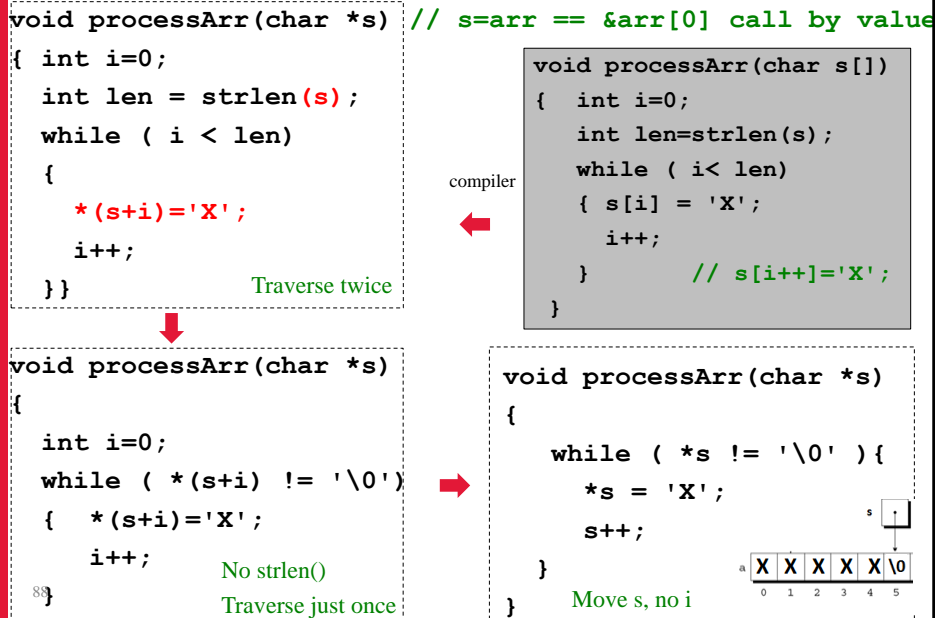 void processArr(char *s) // s=arr == &arr[0] call by value
{ int i=0;
int len = strlen(s);
while ( i < len)
{
*(s+i)='X';
i++;
}}
Traverse twice
compiler
void processArr(char s[])
{ int i=0;
int len=strlen(s);
while ( i< len)
{ s[i] = 'X';
i++;
} // s[i++]='X';
}
void processArr(char *s)
{
int i=0;
while ( *(s+i) != '\0')
{ *(s+i)='X';
i++;
}
No strlen()
Traverse just once
88
void processArr(char *s)
{
while ( *s != '\0' ){
*s = 'X';
s++;
}
}
Move s, no i
s
a X X X X X \0
0 1 2 3 4 5